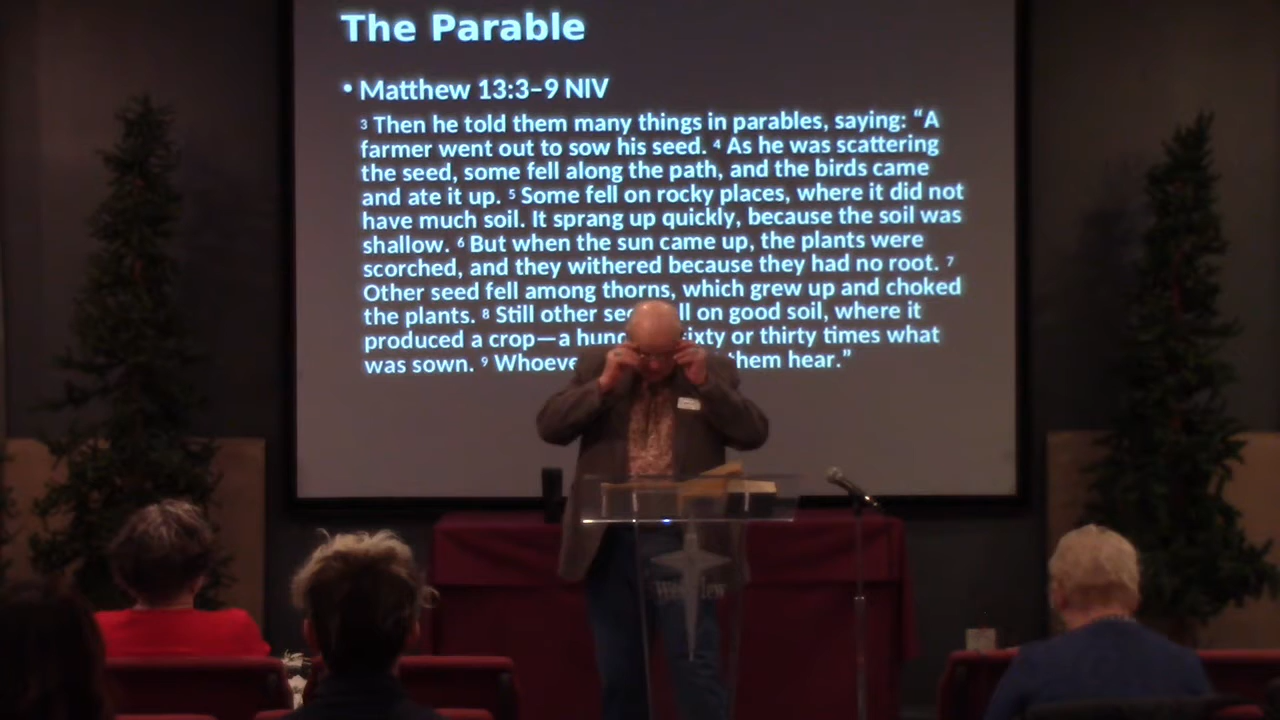 The Parable
• Matthew 13:3–9 NIV
3 Then he told them many things in parables, saying: “A
farmer went out to sow his seed. 4 As he was scattering
the seed, some fell along the path, and the birds came
and ate it up. 5 Some fell on rocky places, where it did not
have much soil. It sprang up quickly, because the soil was
shallow. 6 But when the sun came up, the plants were
scorched, and they withered because they had no root. 7
Other seed fell among thorns, which grew up and choked
the plants. 8 Still other on good soil, where it
produced a crop—a or thirty times what
was sown. 9 them hear.”